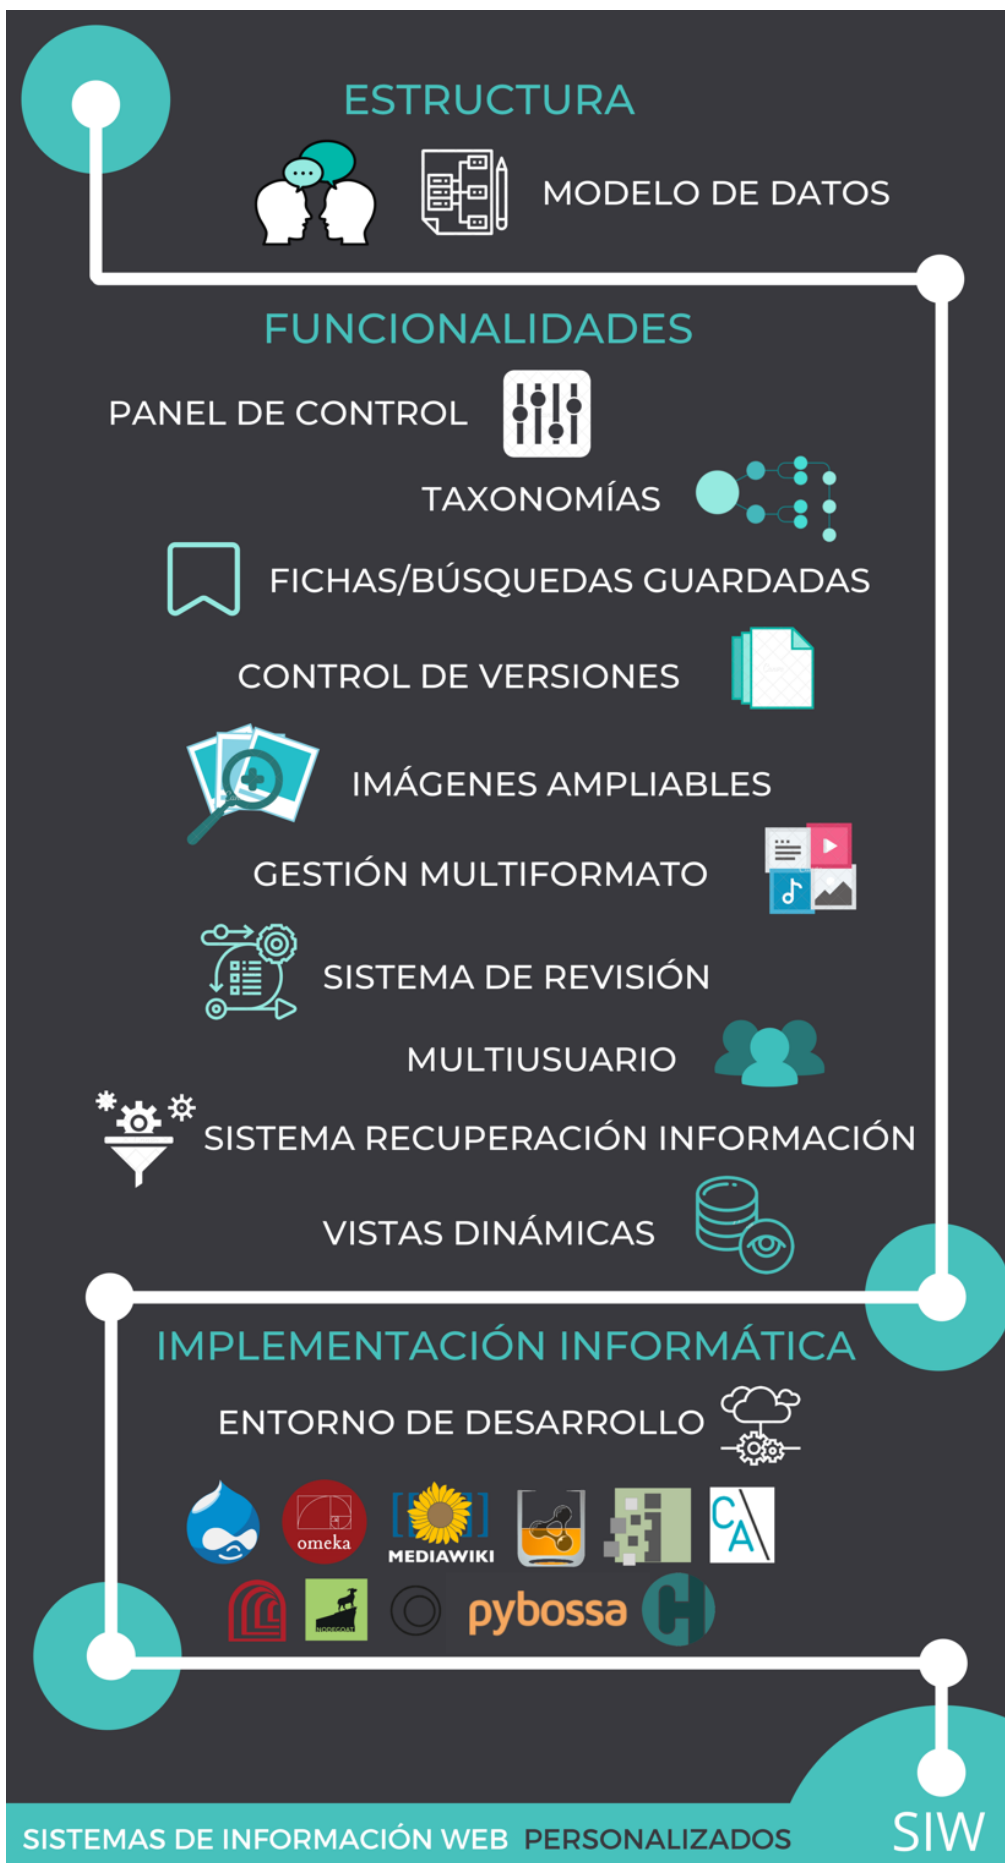 ESTRUCTURA
MODELO DE DATOS
FUNCIONALIDADES
PANEL DE CONTROL
TAXONOMÍAS
FICHAS/BÚSQUEDAS GUARDADAS
CONTROL DE VERSIONES
IMÁGENES AMPLIABLES
GESTIÓN MULTIFORMATO
SISTEMA DE REVISIÓN
MULTIUSUARIO
SISTEMA RECUPERACIÓN INFORMACIÓN
VISTAS DINÁMICAS
IMPLEMENTACIÓN INFORMÁTICA
ENTORNO DE DESARROLLO
omeka
MEDIAWIKI
CA
NODEGOAT
pybossa
H
SISTEMAS DE INFORMACIÓN WEB PERSONALIZADOS
SIW